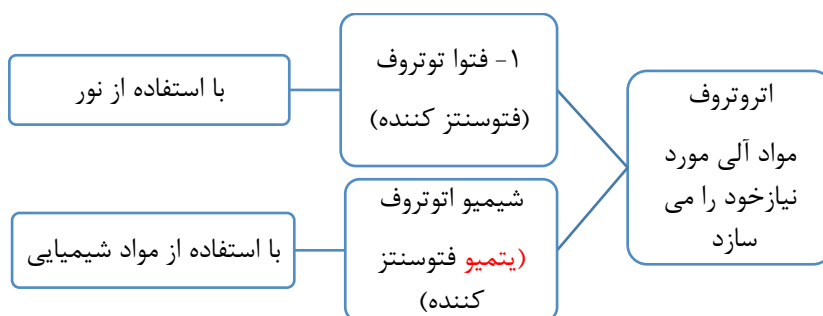 اتروتروف
مواد آلی مورد
نیازخود را می
سازد
۱- فتوا توتروف
(فتوسنتز کننده)
با استفاده از نور
شیمیو اتوتروف
(یتمیو فتوسنتز
کننده)
با استفاده از مواد شیمیایی